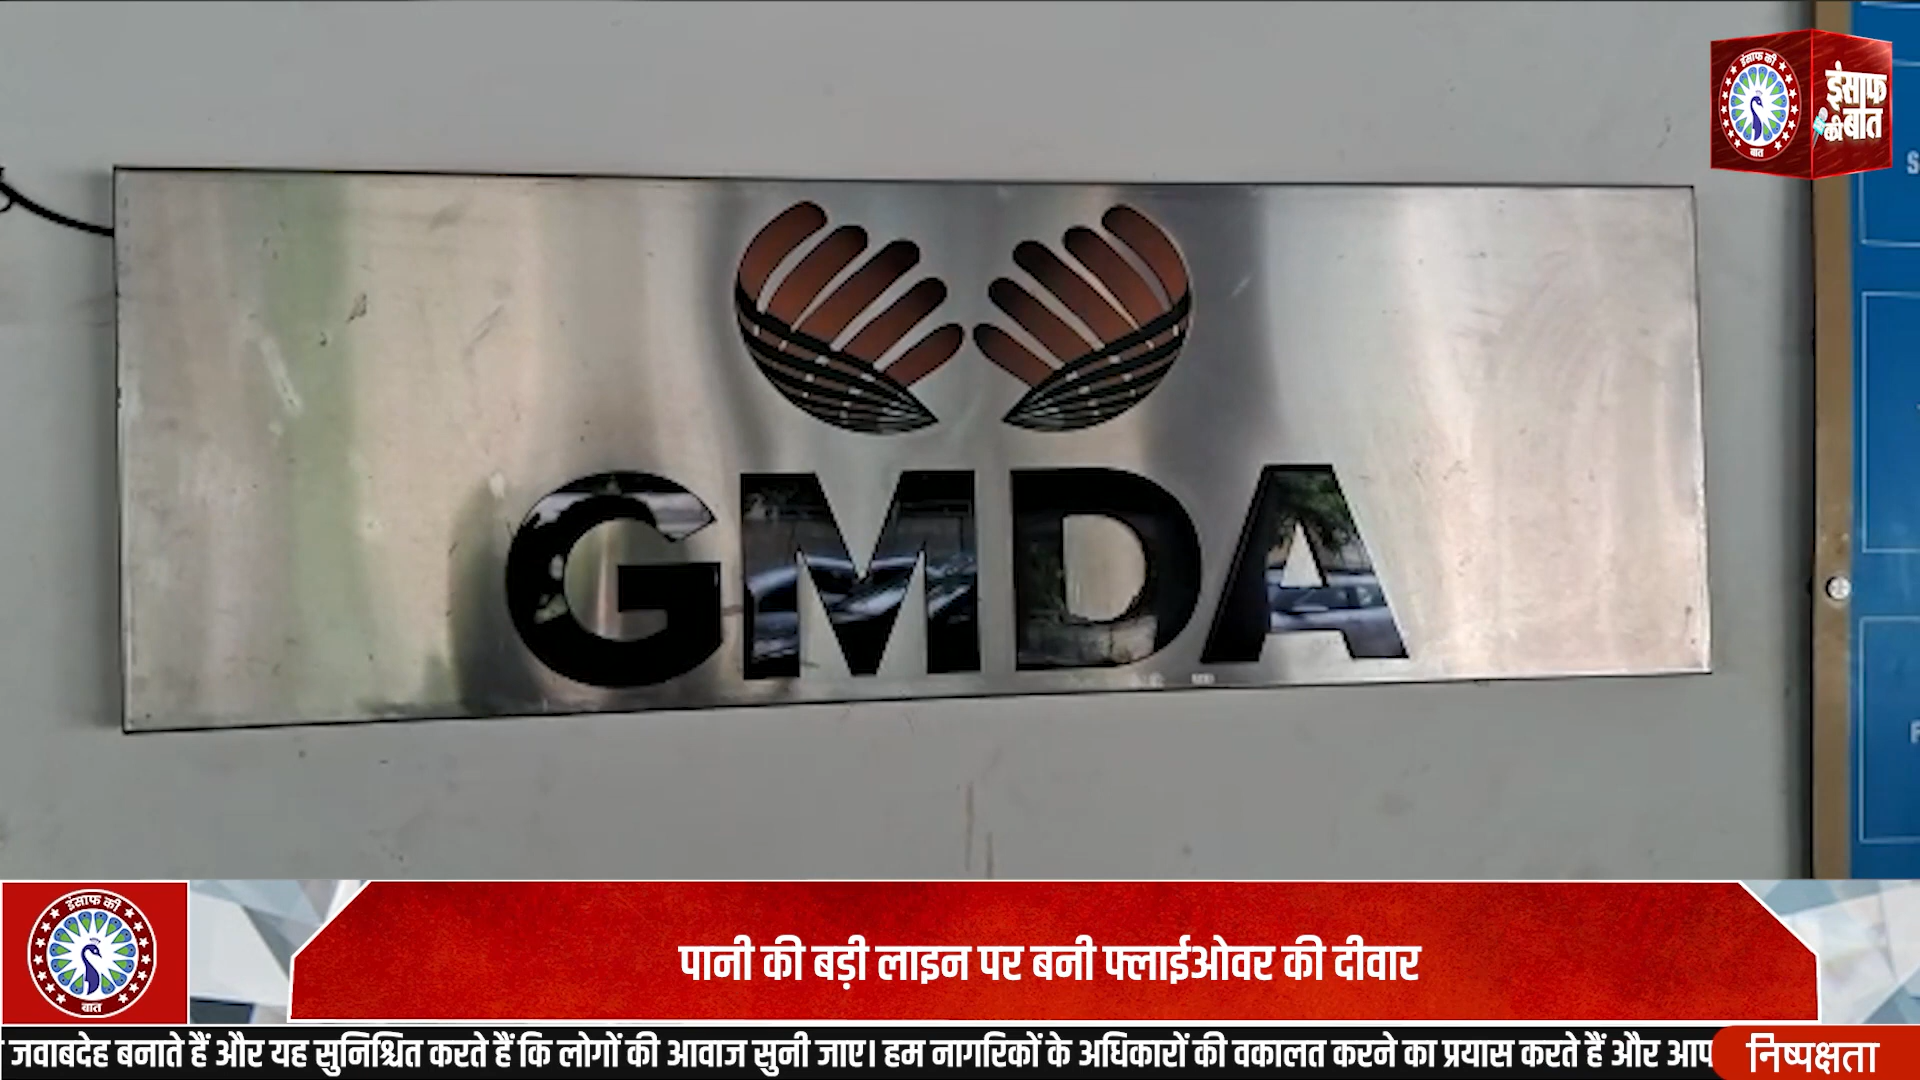 इंसाफ की
बात
इंसाफ
की बात
GMDA
पानी की बड़ी लाइन पर बनी फ्लाईओवर की दीवार
इंसाफ की
बात
जवाबदेह बनाते हैं और यह सुनिश्चित करते हैं कि लोगों की आवाज सुनी जाए। हम नागरिकों के अधिकारों की वकालत करने का प्रयास करते हैं और आप
निष्पक्षता